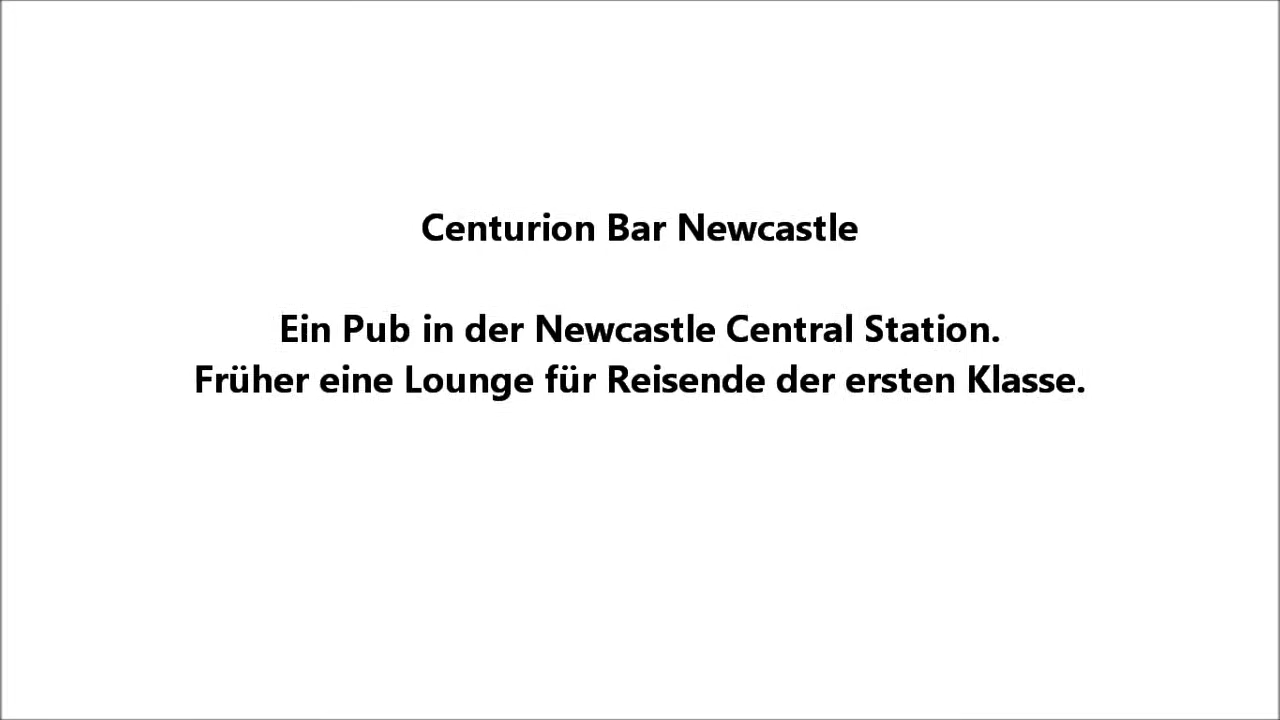 Centurion Bar Newcastle
Ein Pub in der Newcastle Central Station.
Früher eine Lounge für Reisende der ersten Klasse.